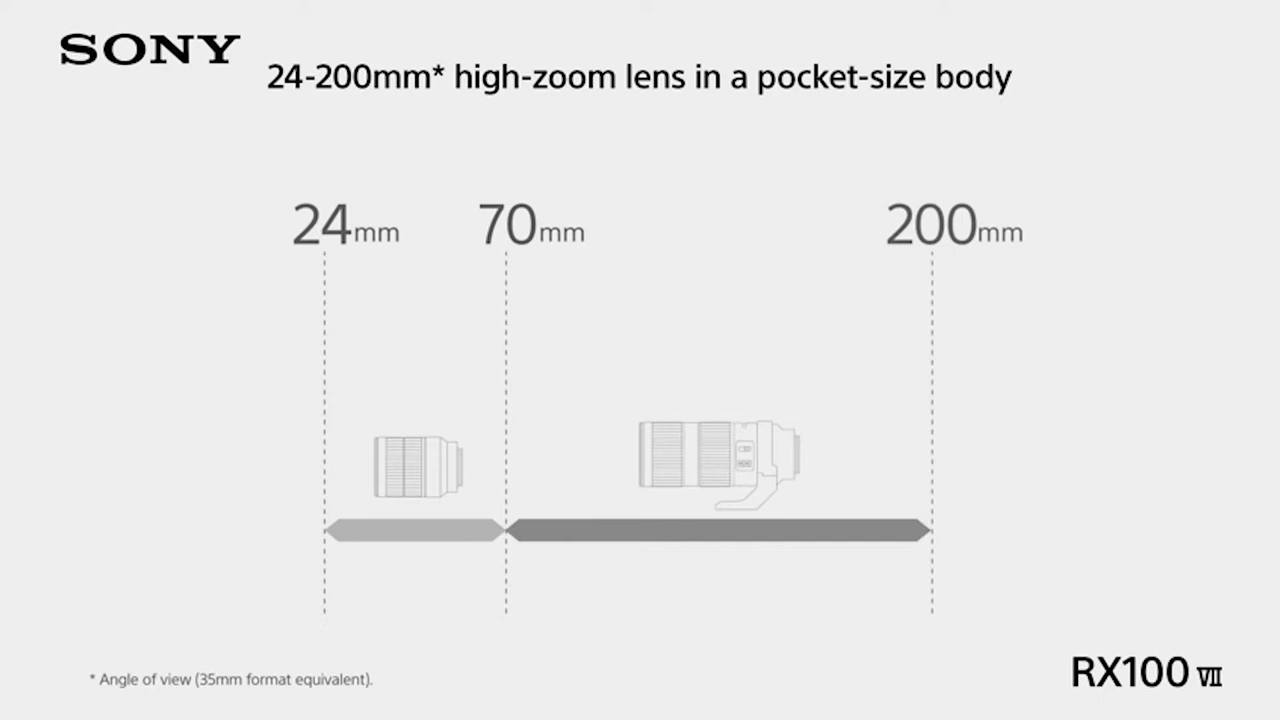 SONY
24-200mm* high-zoom lens in a pocket-size body
24mm 70mm 200mm
* Angle of view (35mm format equivalent).
RX100 VII